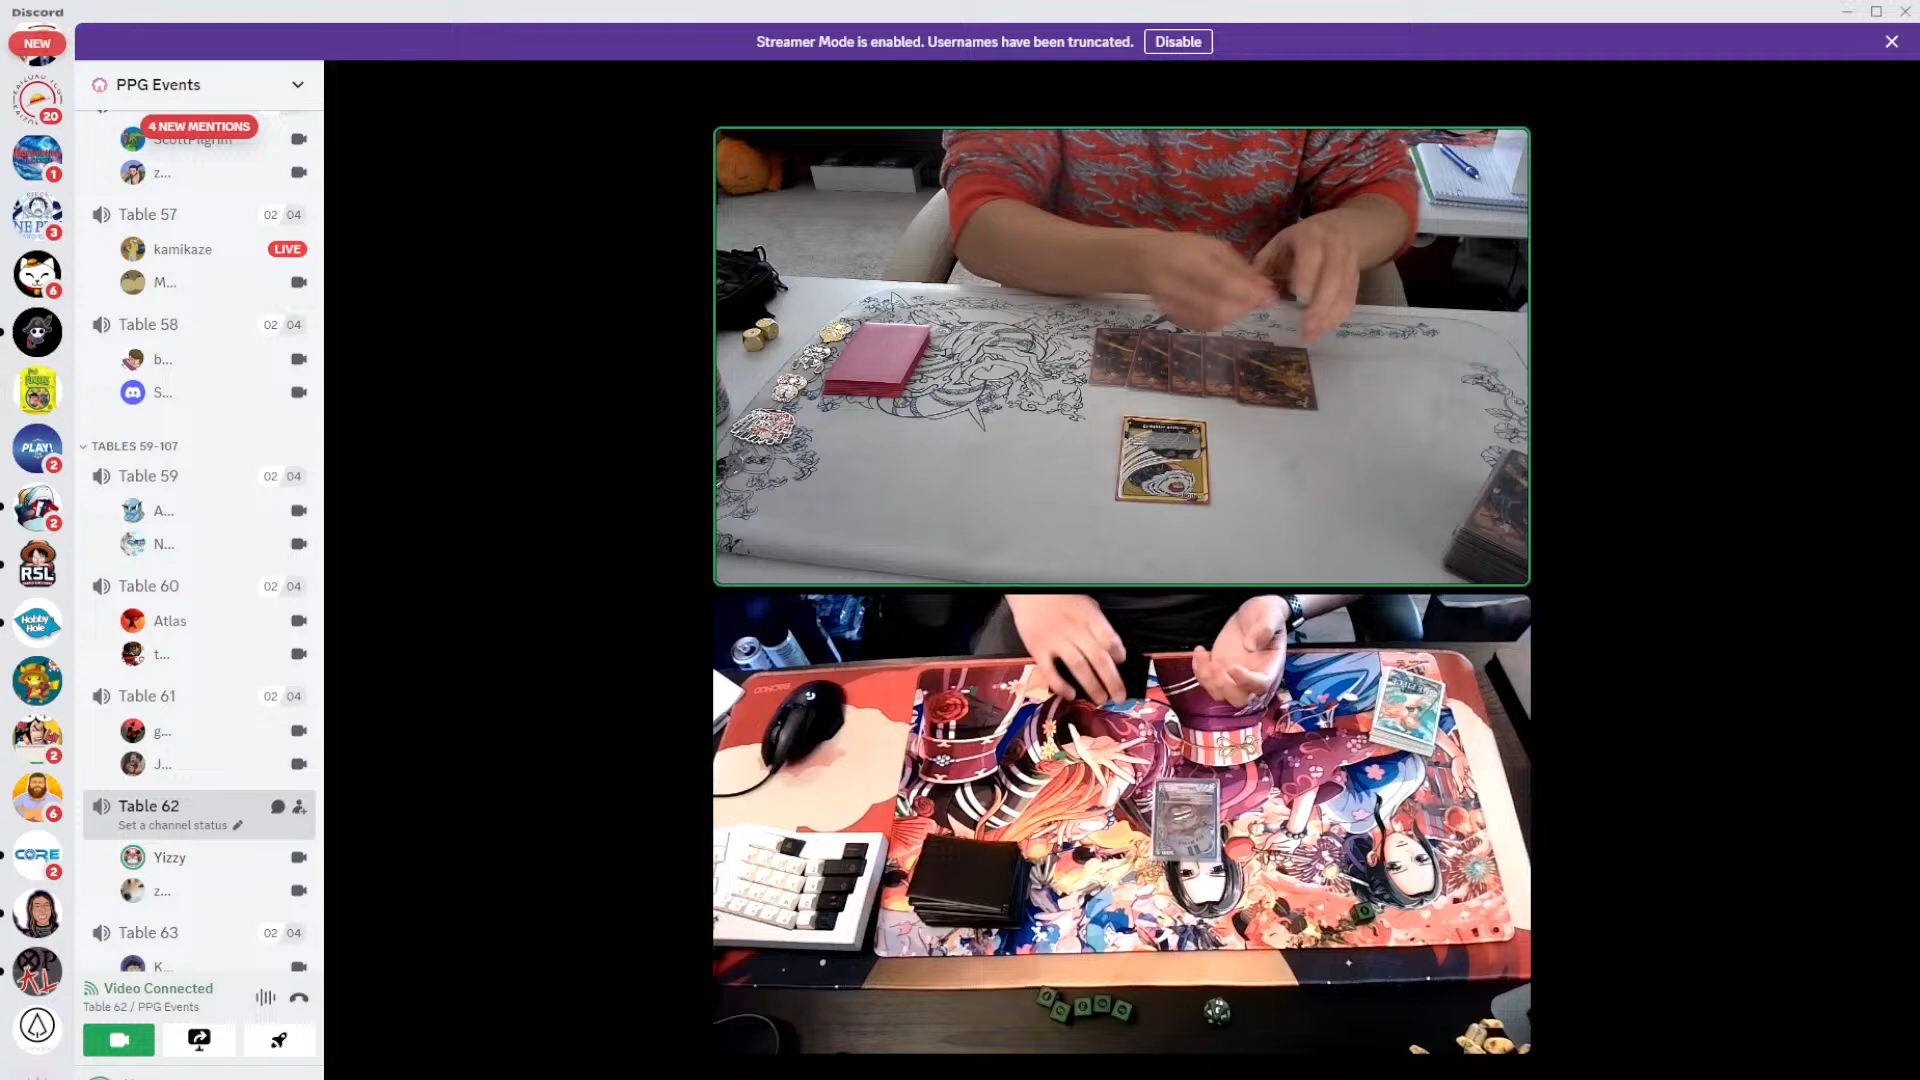 Discord
NEW
Streamer Mode is enabled. Usernames have been truncated.
Disable
PPG Events
4 NEW MENTIONS
ScottPilgrim
z...
Table 57
02 04
kamikaze
LIVE
M...
Table 58
02 04
b...
S...
TABLES 59-107
Table 59
02 04
A...
N...
Table 60
02 04
Atlas
t...
Table 61
02 04
g...
J...
Table 62
Set a channel status
Yizzy
z...
Table 63
02 04
K...
Video Connected
Table 62 / PPG Events
20
1
3
6
PLAY!
2
2
RSL
Hobby
Hole
2
6
CORE
2